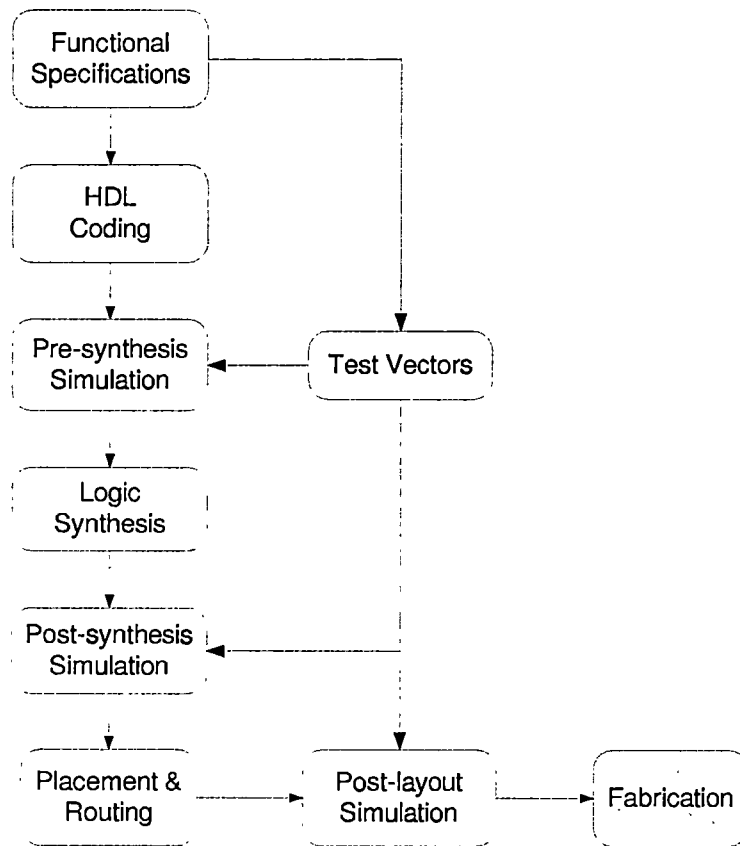 Functional
Specifications
HDL
Coding
Pre-synthesis
Simulation
Test Vectors
Logic
Synthesis
Post-synthesis
Simulation
Placement &
Routing
Post-layout
Simulation
Fabrication